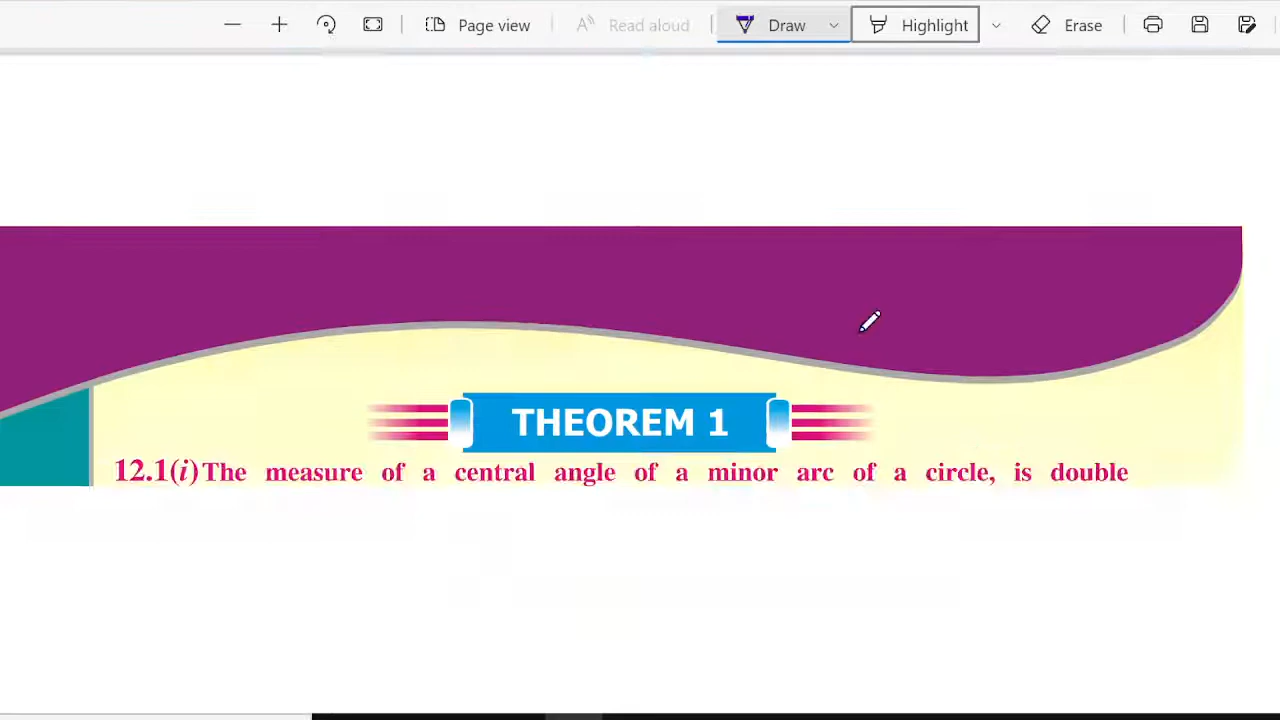 Page view Read aloud Draw Highlight Erase
THEOREM 1
12.1(i) The measure of a central angle of a minor arc of a circle, is double